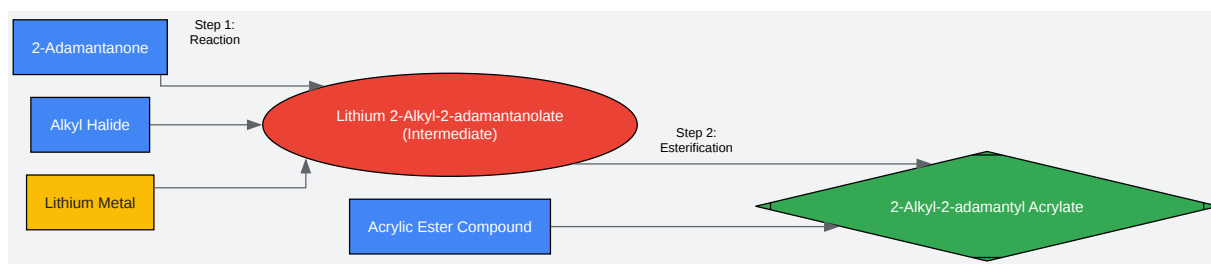 2-Adamantanone
Step 1:
Reaction
Alkyl Halide
Lithium Metal
Lithium 2-Alkyl-2-adamantanolate
(Intermediate)
Step 2:
Esterification
Acrylic Ester Compound
2-Alkyl-2-adamantyl Acrylate